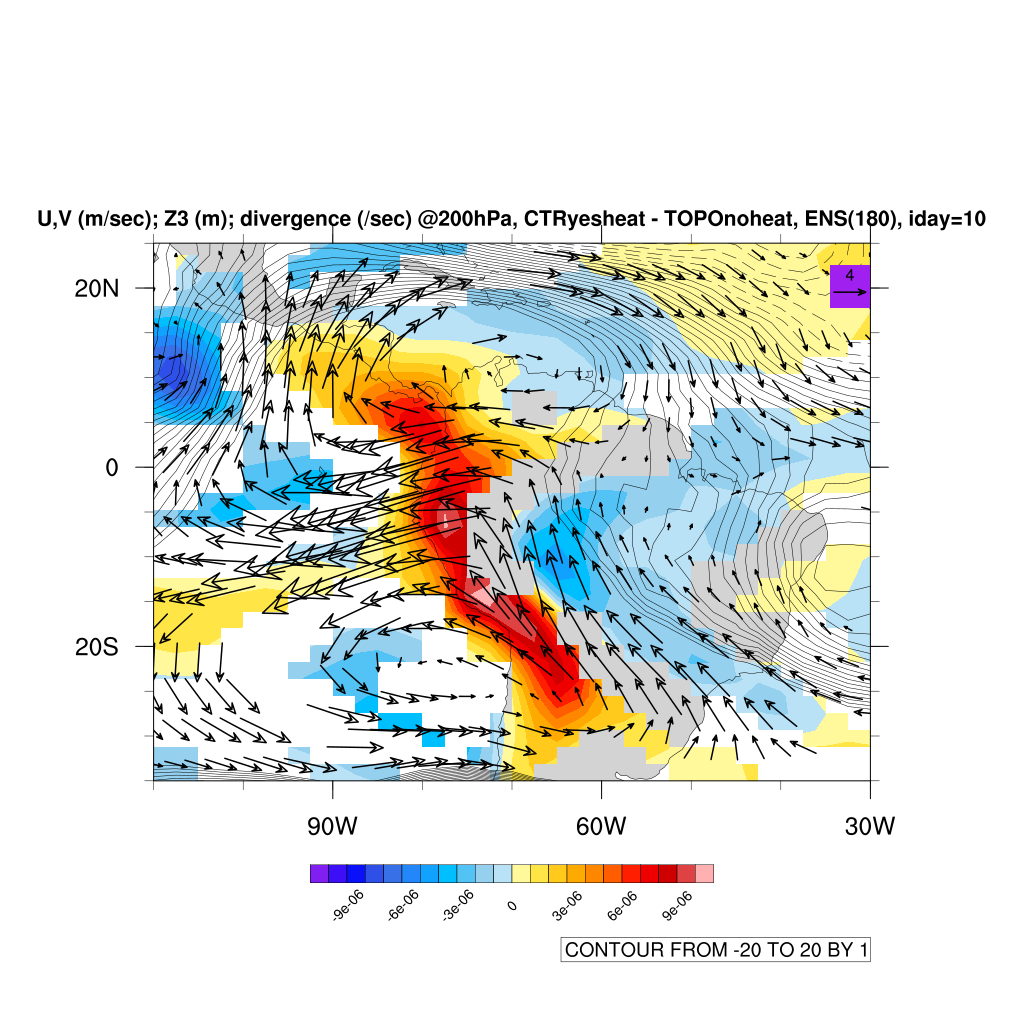 U,V (m/sec); Z3 (m); divergence (/sec) @200hPa, CTRyesheat - TOPOnoheat, ENS(180), iday=10
4
20N
0
20S
90W 60W 30W
-9e-06 -6e-06 -3e-06 0 3e-06 6e-06 9e-06
CONTOUR FROM -20 TO 20 BY 1